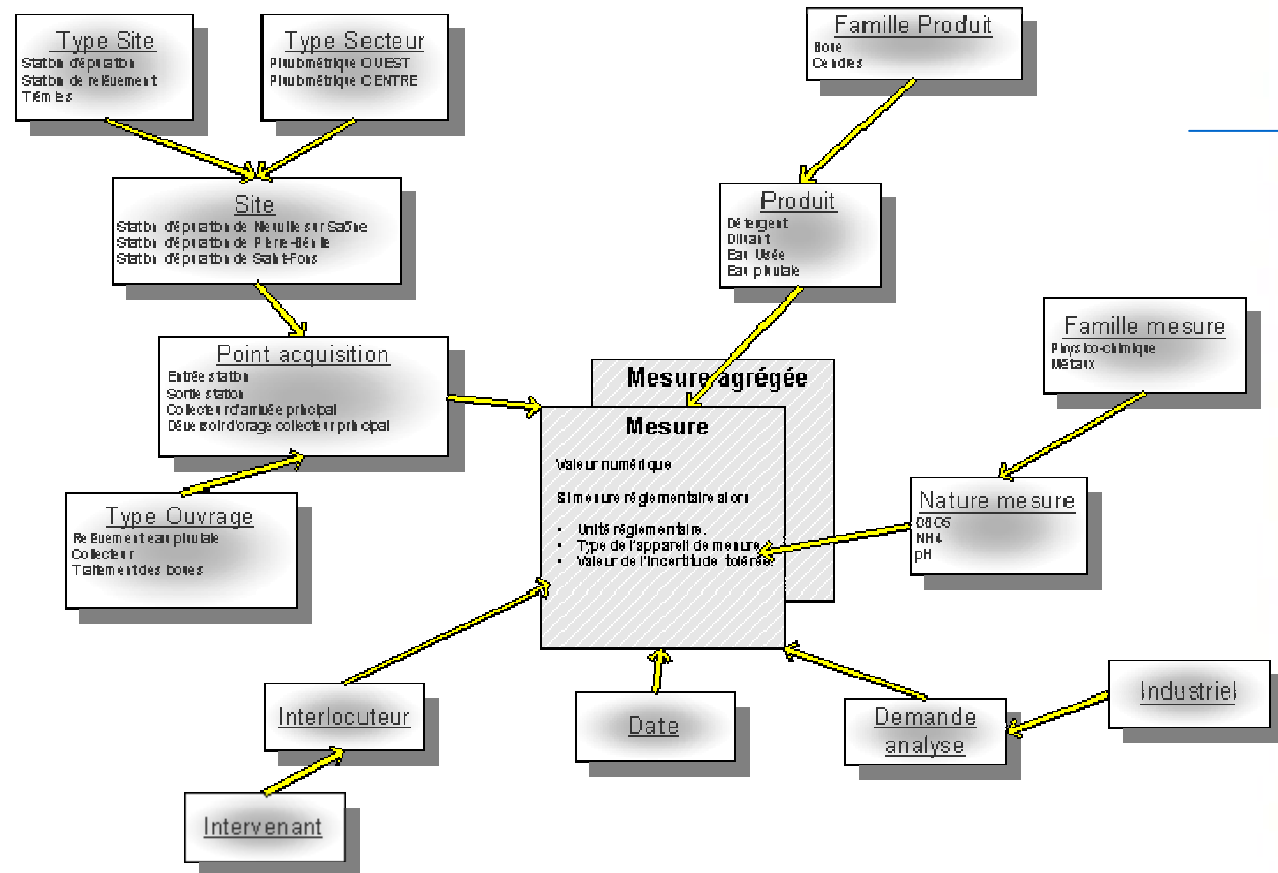 Type Site
Station d'épuration
Station de relèvement
Trémies
Type Secteur
Pluviométrique OUEST
Pluviométrique CENTRE
Famille Produit
Boue
Cendres
Site
Station d'épuration de Neuville sur Saône
Station d'épuration de Pierre-Bénite
Station d'épuration de Saint-Fons
Produit
Détergent
Diluant
Eau Usée
Eau pluviale
Famille mesure
Physico-chimique
Métaux
Point acquisition
Entrée station
Sortie station
Collecteur d'arrivée principal
Déversoir d'orage collecteur principal
Mesure agrégée
Mesure
Valeur numérique
Si mesure réglementaire alors
• Unité réglementaire.
• Type de l'appareil de mesure.
• Valeur de l'incertitude tolérée.
Nature mesure
DBO5
NH4
pH
Type Ouvrage
Relèvement eau pluviale
Collecteur
Traitement des boues
Interlocuteur
Date
Demande
analyse
Industriel
Intervenant